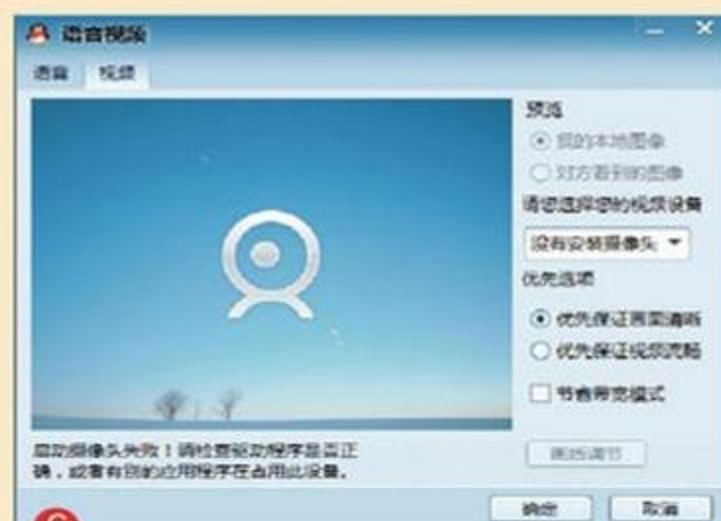 语音视频
语音 视频
预览
我的本地图像
对方看到的图像
请您选择您的视频设备
没有安装摄像头
优先选项
优先保证画面清晰
优先保证视频流畅
节省带宽模式
画质调节
启动摄像头失败！请检查驱动程序是否正
确，或者有别的应用程序在占用此设备。
确定 取消